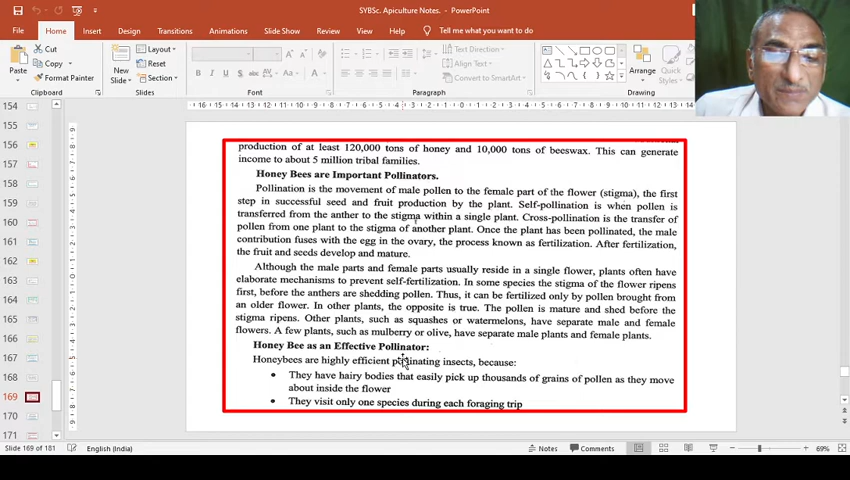 SYBSc. Apiculture Notes. - PowerPoint
File Home Insert Design Transitions Animations Slide Show Review View Help Tell me what you want to do
Cut
Copy
Format Painter
Paste
Clipboard
New
Slide
Layout
Reset
Section
Slides
Font
Paragraph
Text Direction
Align Text
Convert to SmartArt
Arrange
Quick
Styles
Drawing
154
155
156
157
158
159
160
161
162
163
164
165
166
167
168
169
170
171
production of at least 120,000 tons of honey and 10,000 tons of beeswax. This can generate
income to about 5 million tribal families.
Honey Bees are Important Pollinators.
Pollination is the movement of male pollen to the female part of the flower (stigma), the first
step in successful seed and fruit production by the plant. Self-pollination is when pollen is
transferred from the anther to the stigma within a single plant. Cross-pollination is the transfer of
pollen from one plant to the stigma of another plant. Once the plant has been pollinated, the male
contribution fuses with the egg in the ovary, the process known as fertilization. After fertilization,
the fruit and seeds develop and mature.
Although the male parts and female parts usually reside in a single flower, plants often have
elaborate mechanisms to prevent self-fertilization. In some species the stigma of the flower ripens
first, before the anthers are shedding pollen. Thus, it can be fertilized only by pollen brought from
an older flower. In other plants, the opposite is true. The pollen is mature and shed before the
stigma ripens. Other plants, such as squashes or watermelons, have separate male and female
flowers. A few plants, such as mulberry or olive, have separate male plants and female plants.
Honey Bee as an Effective Pollinator:
Honeybees are highly efficient pollinating insects, because:
• They have hairy bodies that easily pick up thousands of grains of pollen as they move
about inside the flower
• They visit only one species during each foraging trip
Slide 169 of 181 English (India) Notes Comments 69%